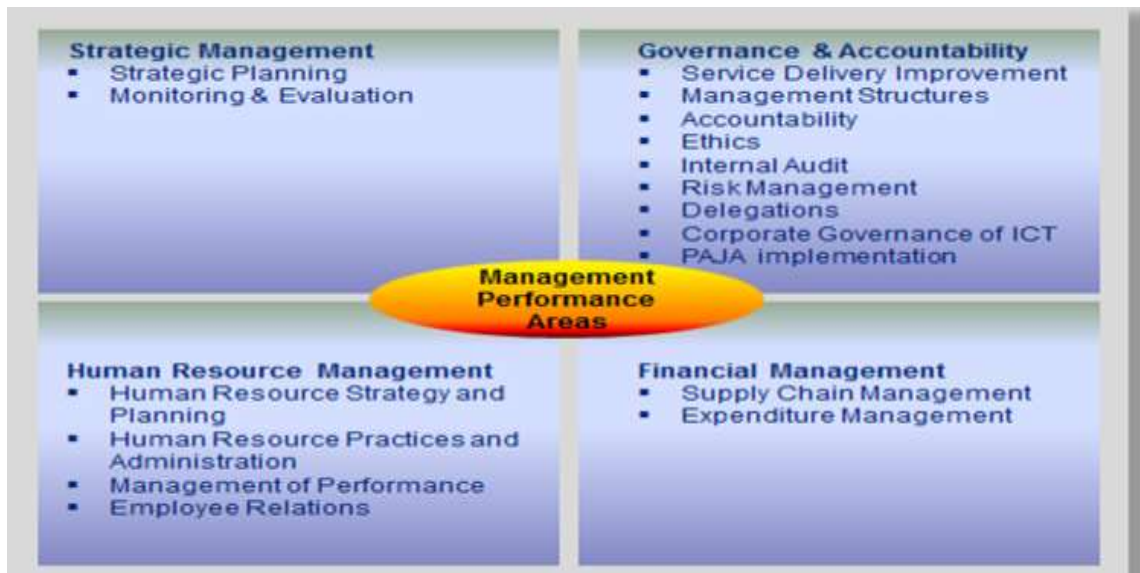 Strategic Management
▪ Strategic Planning
▪ Monitoring & Evaluation
Governance & Accountability
▪ Service Delivery Improvement
▪ Management Structures
▪ Accountability
▪ Ethics
▪ Internal Audit
▪ Risk Management
▪ Delegations
▪ Corporate Governance of ICT
▪ PAJA implementation
Management
Performance
Areas
Human Resource Management
▪ Human Resource Strategy and
Planning
▪ Human Resource Practices and
Administration
▪ Management of Performance
▪ Employee Relations
Financial Management
▪ Supply Chain Management
▪ Expenditure Management